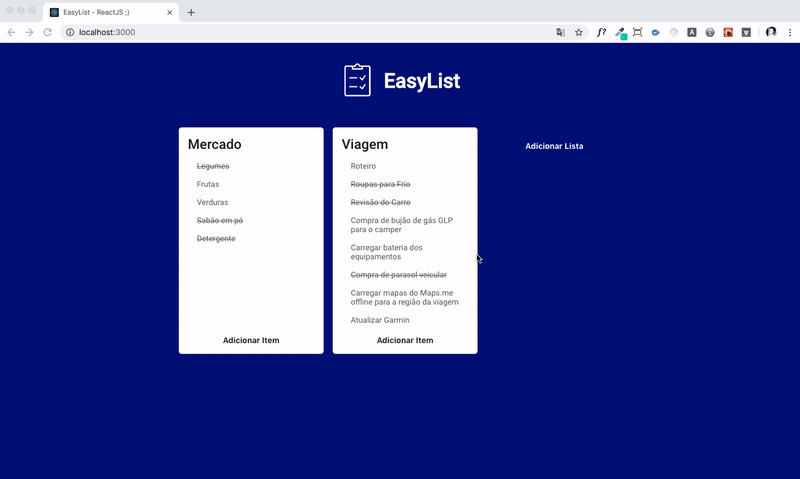 EasyList - ReactJS ;)
localhost:3000
EasyList
Mercado
Legumes
Frutas
Verduras
Sabão em pó
Detergente
Adicionar Item
Viagem
Roteiro
Roupas para Frio
Revisão do Carro
Compra de bujão de gás GLP
para o camper
Carregar bateria dos
equipamentos
Compra de parasol veicular
Carregar mapas do Maps.me
offline para a região da viagem
Atualizar Garmin
Adicionar Item
Adicionar Lista